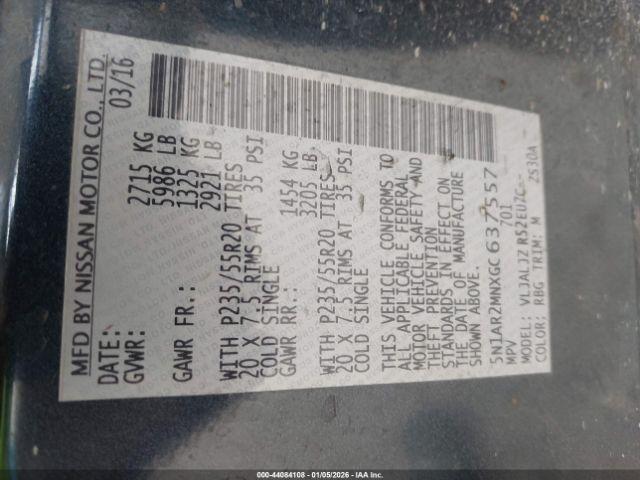 MFD BY NISSAN MOTOR CO., LTD.
DATE: 03/16
GVWR: 2715 KG
5986 LB
GAWR FR.: 1325 KG
2921 LB
WITH P235/55R20 TIRES
20 X 7.5 RIMS AT 35 PSI
COLD SINGLE
GAWR RR.: 1454 KG
3205 LB
WITH P235/55R20 TIRES
20 X 7.5 RIMS AT 35 PSI
COLD SINGLE
THIS VEHICLE CONFORMS TO
ALL APPLICABLE FEDERAL
MOTOR VEHICLE SAFETY AND
THEFT PREVENTION
STANDARDS IN EFFECT ON
THE DATE OF MANUFACTURE
SHOWN ABOVE.
5N1AR2MNXGC637557
MPV 701
MODEL: VLJALJZ RS2EU7C-
COLOR: RBG TRIM: M 2S30A
000-44084108 - 01/05/2026 - IAAI Inc.